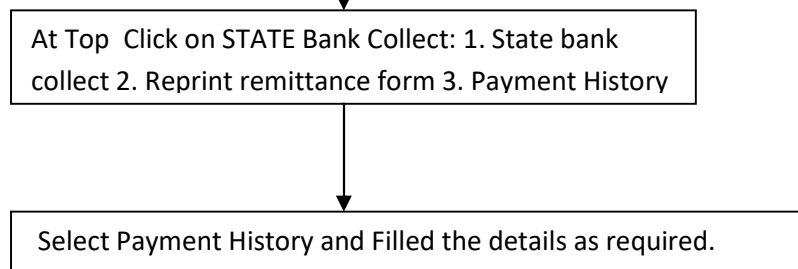 At Top Click on STATE Bank Collect: 1. State bank
collect 2. Reprint remittance form 3. Payment History
Select Payment History and Filled the details as required.